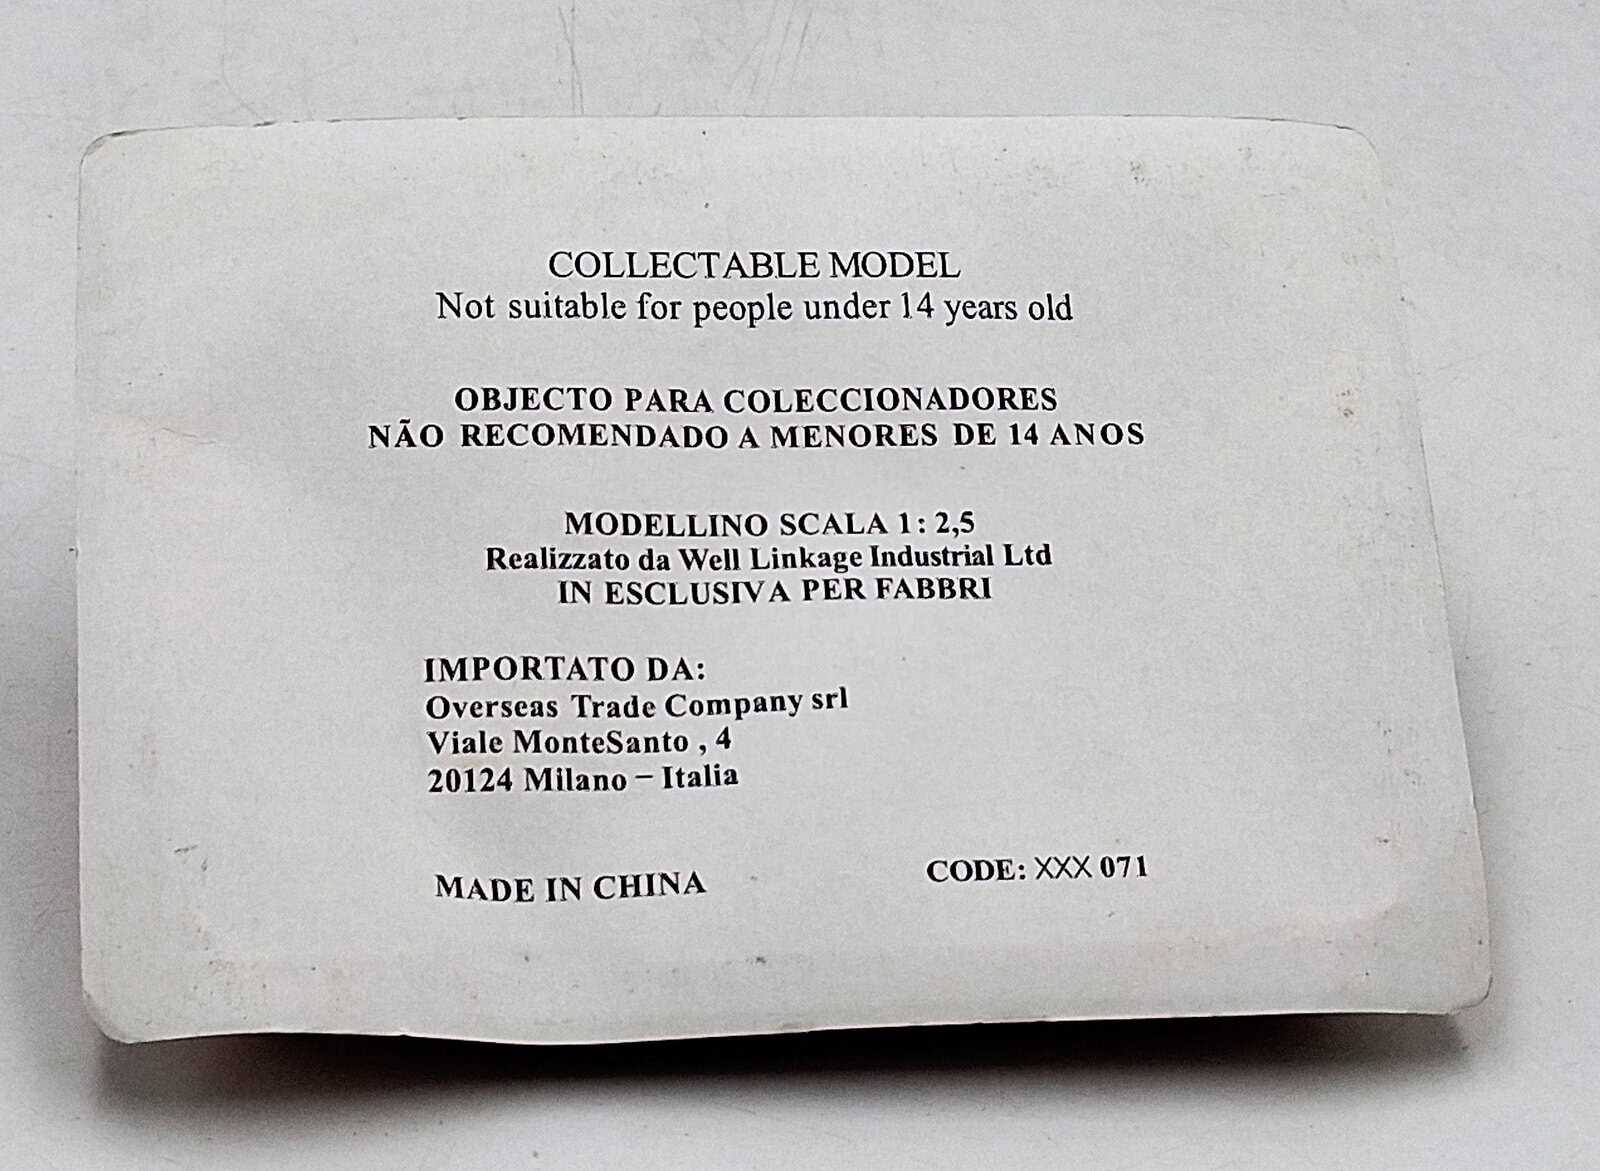 COLLECTABLE MODEL
Not suitable for people under 14 years old
OBJECTO PARA COLECCIONADORES
NÃO RECOMENDADO A MENORES DE 14 ANOS
MODELLINO SCALA 1: 2,5
Realizzato da Well Linkage Industrial Ltd
IN ESCLUSIVA PER FABBRI
IMPORTATO DA:
Overseas Trade Company srl
Viale MonteSanto , 4
20124 Milano – Italia
MADE IN CHINA
CODE: XXX 071